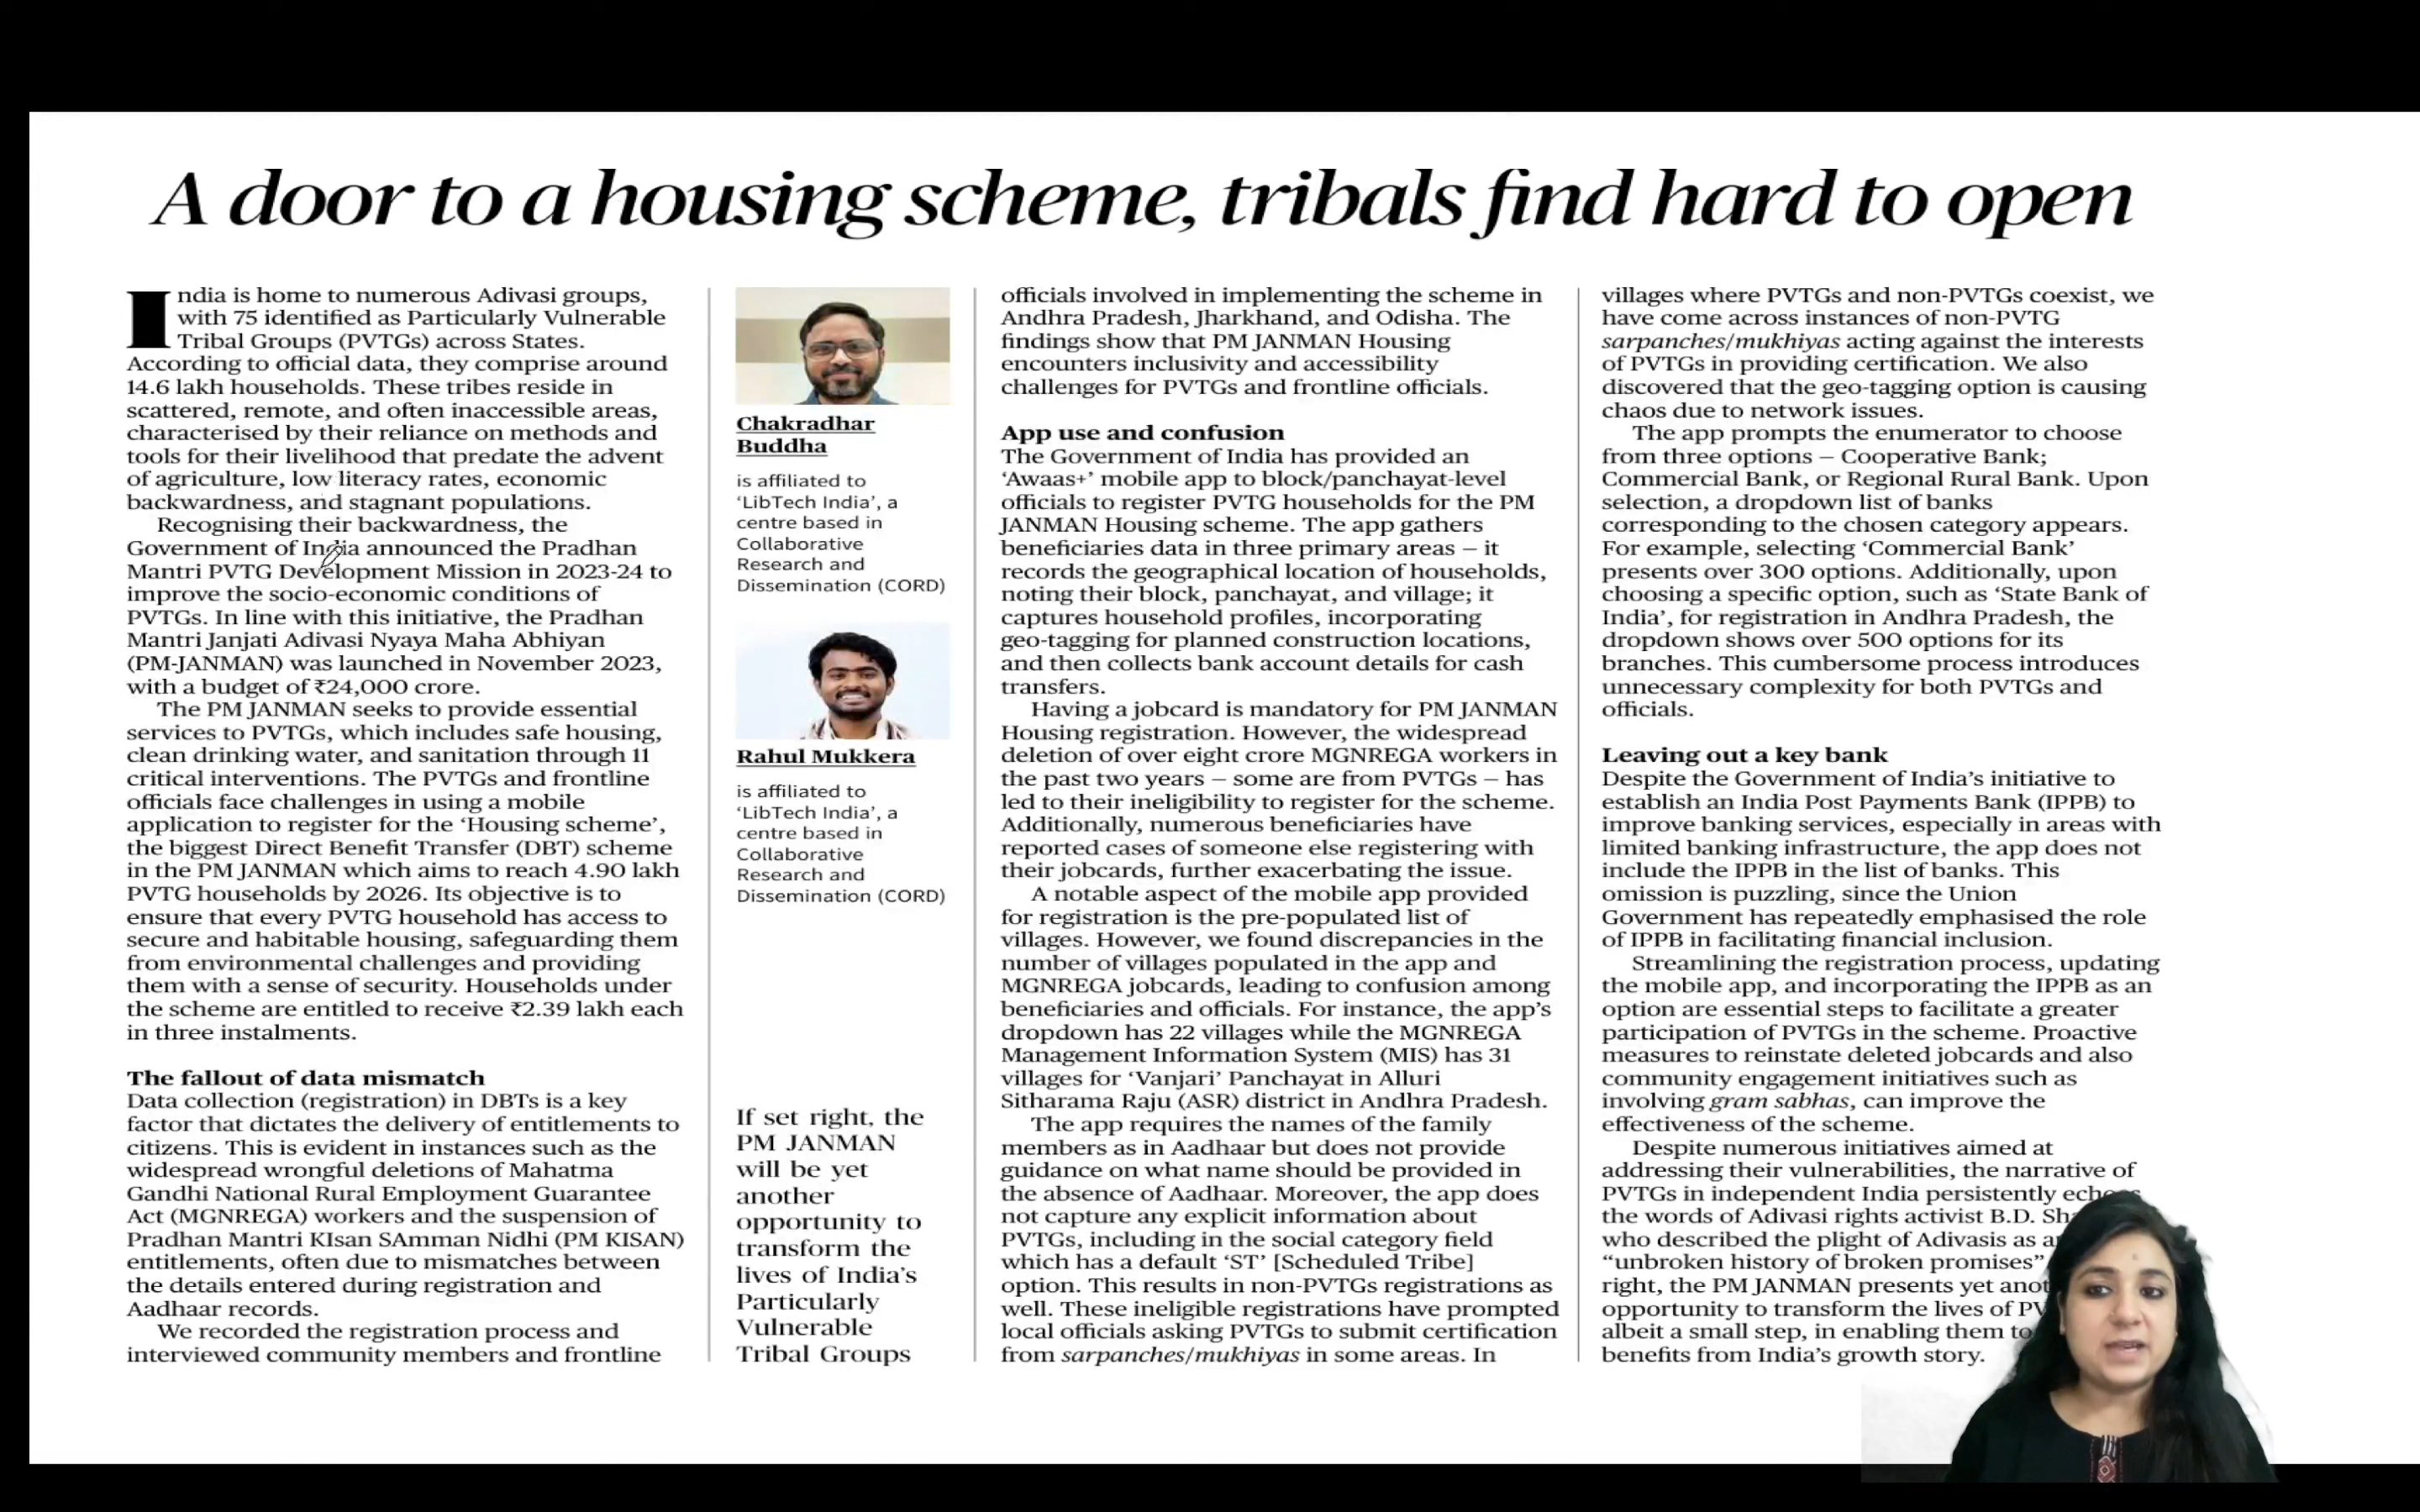 A door to a housing scheme, tribals find hard to open
India is home to numerous Adivasi groups,
with 75 identified as Particularly Vulnerable
Tribal Groups (PVTGs) across States.
According to official data, they comprise around
14.6 lakh households. These tribes reside in
scattered, remote, and often inaccessible areas,
characterised by their reliance on methods and
tools for their livelihood that predate the advent
of agriculture, low literacy rates, economic
backwardness, and stagnant populations.
Recognising their backwardness, the
Government of India announced the Pradhan
Mantri PVTG Development Mission in 2023-24 to
improve the socio-economic conditions of
PVTGs. In line with this initiative, the Pradhan
Mantri Janjati Adivasi Nyaya Maha Abhiyan
(PM-JANMAN) was launched in November 2023,
with a budget of ₹24,000 crore.
The PM JANMAN seeks to provide essential
services to PVTGs, which includes safe housing,
clean drinking water, and sanitation through 11
critical interventions. The PVTGs and frontline
officials face challenges in using a mobile
application to register for the ‘Housing scheme’,
the biggest Direct Benefit Transfer (DBT) scheme
in the PM JANMAN which aims to reach 4.90 lakh
PVTG households by 2026. Its objective is to
ensure that every PVTG household has access to
secure and habitable housing, safeguarding them
from environmental challenges and providing
them with a sense of security. Households under
the scheme are entitled to receive ₹2.39 lakh each
in three instalments.
The fallout of data mismatch
Data collection (registration) in DBTs is a key
factor that dictates the delivery of entitlements to
citizens. This is evident in instances such as the
widespread wrongful deletions of Mahatma
Gandhi National Rural Employment Guarantee
Act (MGNREGA) workers and the suspension of
Pradhan Mantri KIsan SAmman Nidhi (PM KISAN)
entitlements, often due to mismatches between
the details entered during registration and
Aadhaar records.
We recorded the registration process and
interviewed community members and frontline
Chakradhar
Buddha
is affiliated to
‘LibTech India’, a
centre based in
Collaborative
Research and
Dissemination (CORD)
Rahul Mukkera
is affiliated to
‘LibTech India’, a
centre based in
Collaborative
Research and
Dissemination (CORD)
If set right, the
PM JANMAN
will be yet
another
opportunity to
transform the
lives of India’s
Particularly
Vulnerable
Tribal Groups
officials involved in implementing the scheme in
Andhra Pradesh, Jharkhand, and Odisha. The
findings show that PM JANMAN Housing
encounters inclusivity and accessibility
challenges for PVTGs and frontline officials.
App use and confusion
The Government of India has provided an
‘Awaas+’ mobile app to block/panchayat-level
officials to register PVTG households for the PM
JANMAN Housing scheme. The app gathers
beneficiaries data in three primary areas — it
records the geographical location of households,
noting their block, panchayat, and village; it
captures household profiles, incorporating
geo-tagging for planned construction locations,
and then collects bank account details for cash
transfers.
Having a jobcard is mandatory for PM JANMAN
Housing registration. However, the widespread
deletion of over eight crore MGNREGA workers in
the past two years — some are from PVTGs — has
led to their ineligibility to register for the scheme.
Additionally, numerous beneficiaries have
reported cases of someone else registering with
their jobcards, further exacerbating the issue.
A notable aspect of the mobile app provided
for registration is the pre-populated list of
villages. However, we found discrepancies in the
number of villages populated in the app and
MGNREGA jobcards, leading to confusion among
beneficiaries and officials. For instance, the app’s
dropdown has 22 villages while the MGNREGA
Management Information System (MIS) has 31
villages for ‘Vanjari’ Panchayat in Alluri
Sitharama Raju (ASR) district in Andhra Pradesh.
The app requires the names of the family
members as in Aadhaar but does not provide
guidance on what name should be provided in
the absence of Aadhaar. Moreover, the app does
not capture any explicit information about
PVTGs, including in the social category field
which has a default ‘ST’ [Scheduled Tribe]
option. This results in non-PVTGs registrations as
well. These ineligible registrations have prompted
local officials asking PVTGs to submit certification
from sarpanches/mukhiyas in some areas. In
villages where PVTGs and non-PVTGs coexist, we
have come across instances of non-PVTG
sarpanches/mukhiyas acting against the interests
of PVTGs in providing certification. We also
discovered that the geo-tagging option is causing
chaos due to network issues.
The app prompts the enumerator to choose
from three options — Cooperative Bank;
Commercial Bank, or Regional Rural Bank. Upon
selection, a dropdown list of banks
corresponding to the chosen category appears.
For example, selecting ‘Commercial Bank’
presents over 300 options. Additionally, upon
choosing a specific option, such as ‘State Bank of
India’, for registration in Andhra Pradesh, the
dropdown shows over 500 options for its
branches. This cumbersome process introduces
unnecessary complexity for both PVTGs and
officials.
Leaving out a key bank
Despite the Government of India’s initiative to
establish an India Post Payments Bank (IPPB) to
improve banking services, especially in areas with
limited banking infrastructure, the app does not
include the IPPB in the list of banks. This
omission is puzzling, since the Union
Government has repeatedly emphasised the role
of IPPB in facilitating financial inclusion.
Streamlining the registration process, updating
the mobile app, and incorporating the IPPB as an
option are essential steps to facilitate a greater
participation of PVTGs in the scheme. Proactive
measures to reinstate deleted jobcards and also
community engagement initiatives such as
involving gram sabhas, can improve the
effectiveness of the scheme.
Despite numerous initiatives aimed at
addressing their vulnerabilities, the narrative of
PVTGs in independent India persistently
the words of Adivasi rights activist B.D.
who described the plight of Adivasis as
“unbroken history of broken promises”
right, the PM JANMAN presents yet
opportunity to transform the lives of
albeit a small step, in enabling them to
benefits from India’s growth story.